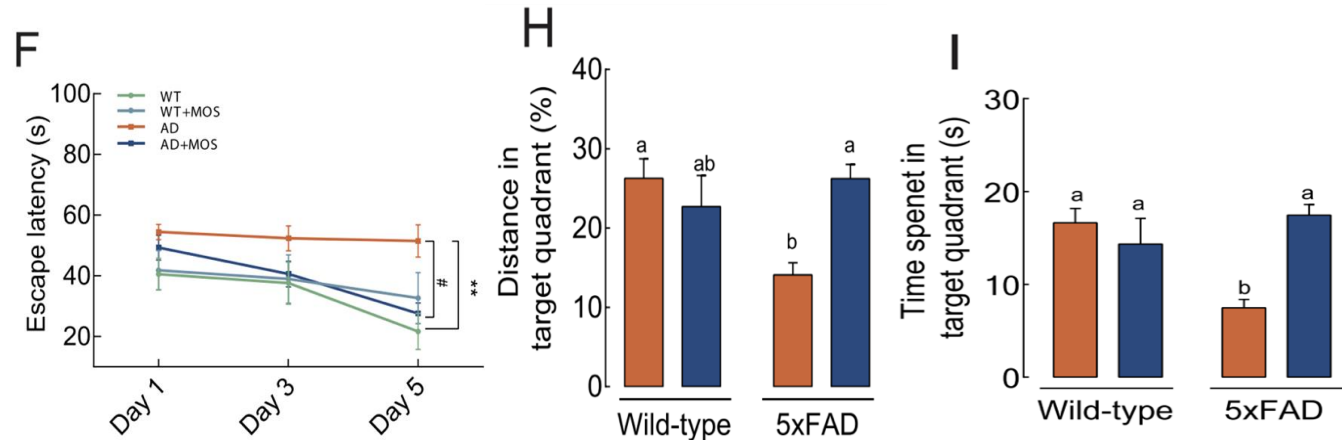 F
Escape latency (s)
100
80
60
40
20
WT
WT+MOS
AD
AD+MOS
#
**
Day 1
Day 3
Day 5
H
Distance in
target quadrant (%)
40
30
20
10
0
a
ab
b
a
Wild-type
5xFAD
I
Time spenet in
target quadrant (s)
30
20
10
0
a
a
b
a
Wild-type
5xFAD